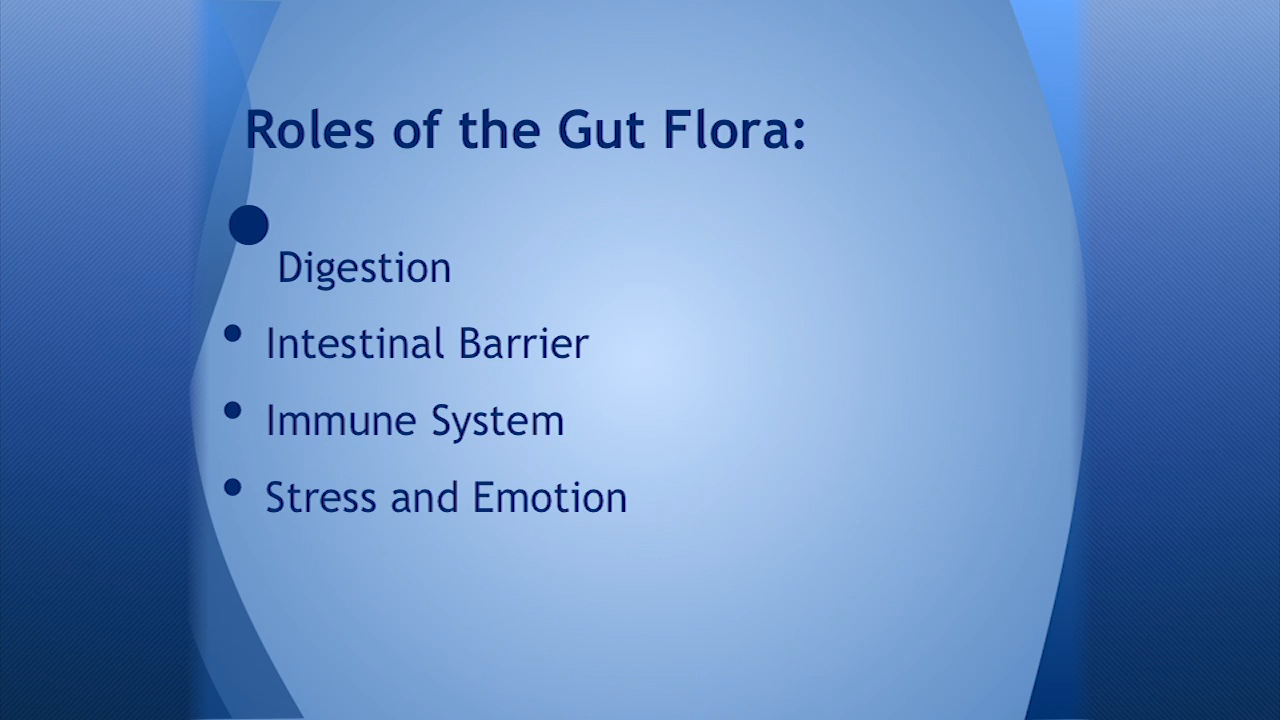 Roles of the Gut Flora:
• Digestion
• Intestinal Barrier
• Immune System
• Stress and Emotion